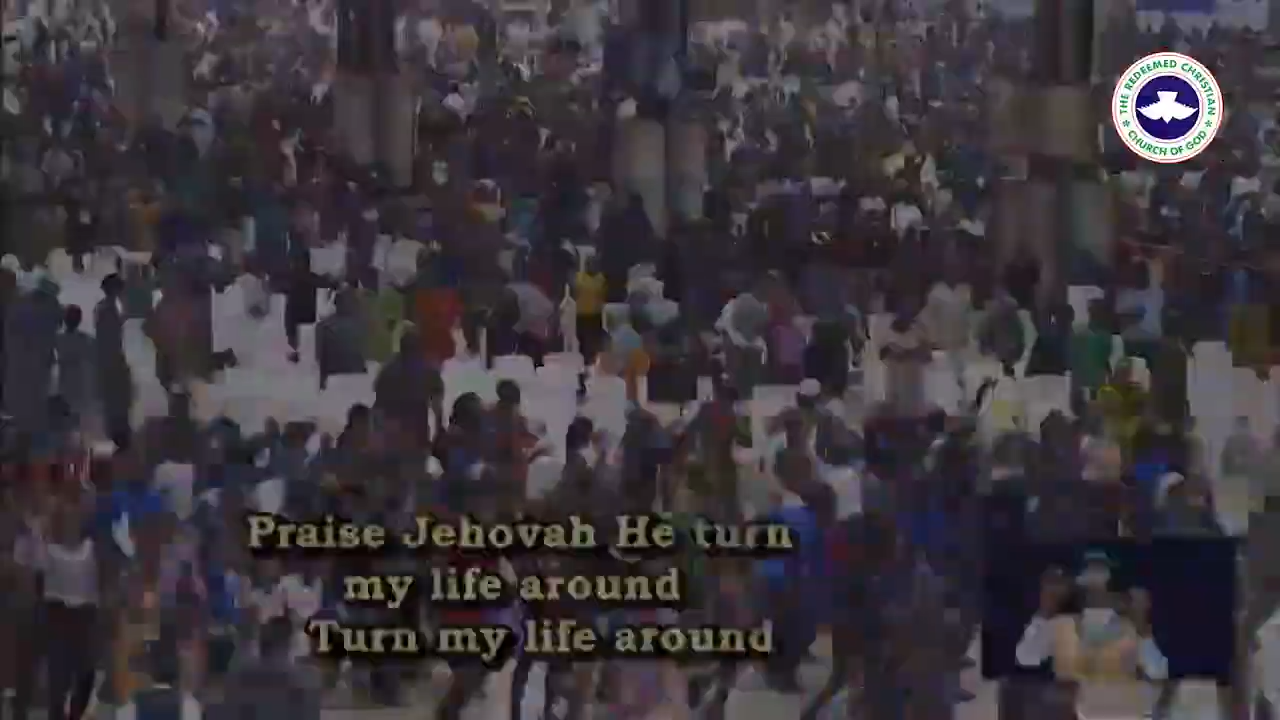 THE REDEEMED CHRISTIAN
CHURCH OF GOD
Praise Jehovah He turn
my life around
Turn my life around